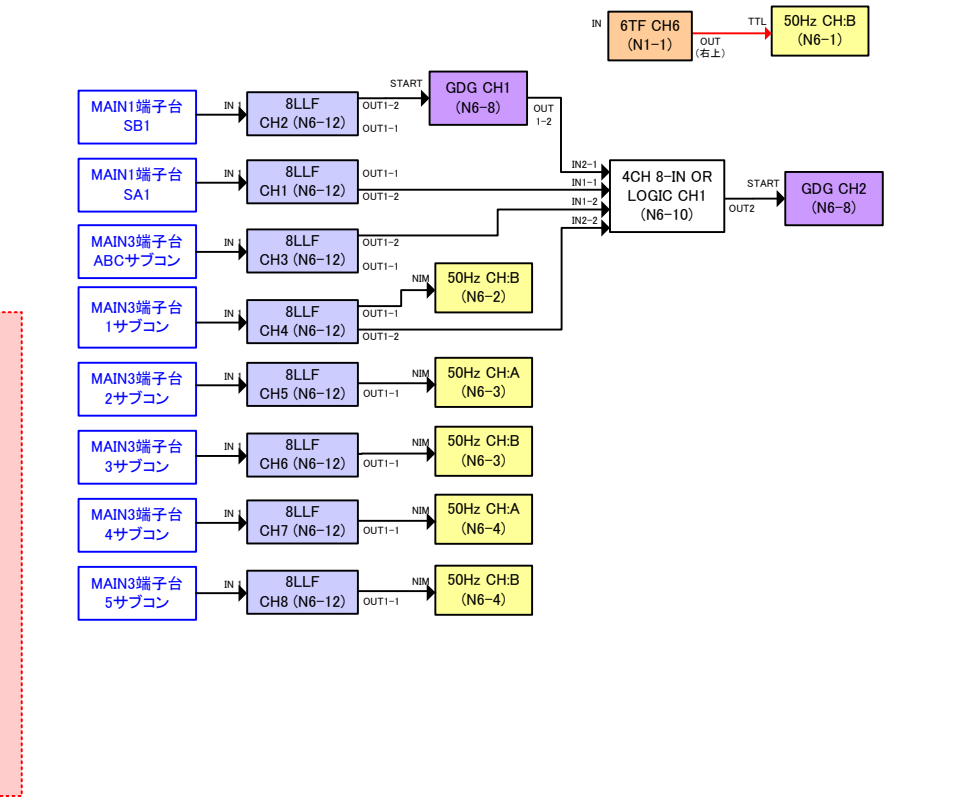 IN
6TF CH6
(N1-1)
OUT
(右上)
TTL
50Hz CH:B
(N6-1)
MAIN1端子台
SB1
IN 1
8LLF
CH2 (N6-12)
OUT1-2
OUT1-1
START
GDG CH1
(N6-8)
OUT
1-2
MAIN1端子台
SA1
IN 1
8LLF
CH1 (N6-12)
OUT1-1
OUT1-2
IN2-1
IN1-1
IN1-2
IN2-2
4CH 8-IN OR
LOGIC CH1
(N6-10)
OUT2
START
GDG CH2
(N6-8)
MAIN3端子台
ABCサブコン
IN 1
8LLF
CH3 (N6-12)
OUT1-2
OUT1-1
MAIN3端子台
1サブコン
IN 1
8LLF
CH4 (N6-12)
OUT1-1
OUT1-2
NIM
50Hz CH:B
(N6-2)
MAIN3端子台
2サブコン
IN 1
8LLF
CH5 (N6-12)
OUT1-1
NIM
50Hz CH:A
(N6-3)
MAIN3端子台
3サブコン
IN 1
8LLF
CH6 (N6-12)
OUT1-1
NIM
50Hz CH:B
(N6-3)
MAIN3端子台
4サブコン
IN 1
8LLF
CH7 (N6-12)
OUT1-1
NIM
50Hz CH:A
(N6-4)
MAIN3端子台
5サブコン
IN 1
8LLF
CH8 (N6-12)
OUT1-1
NIM
50Hz CH:B
(N6-4)